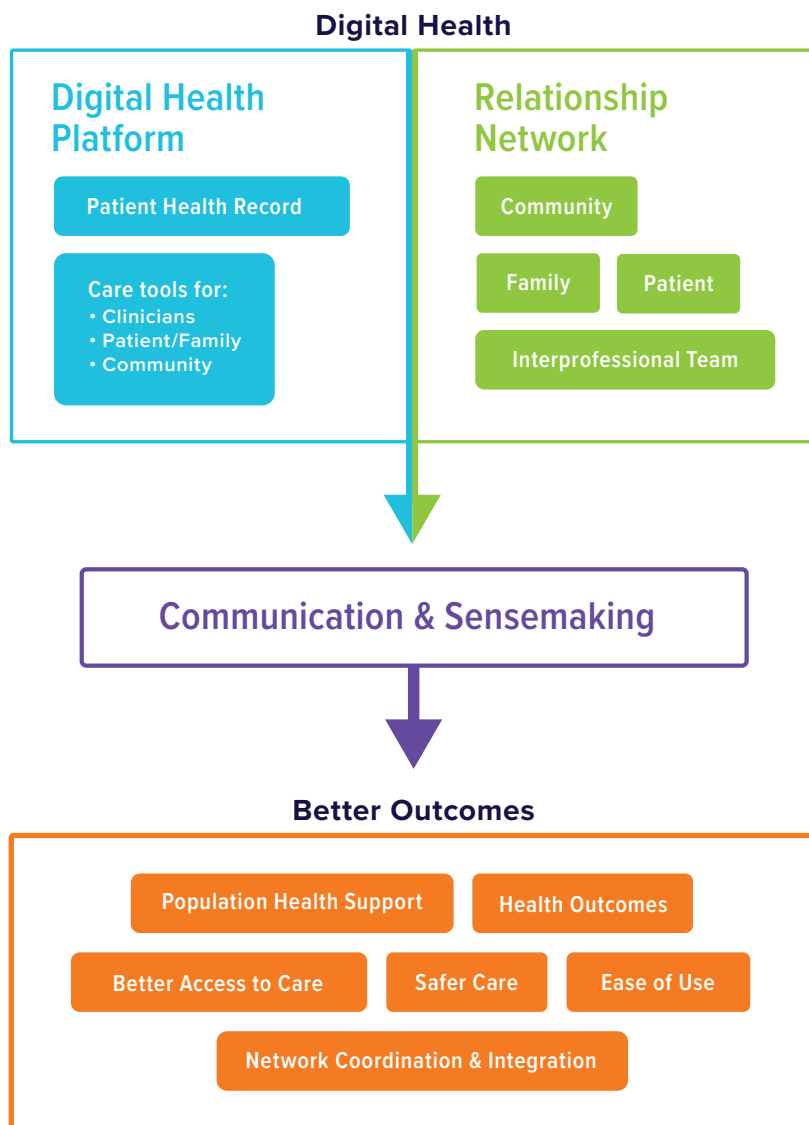 Digital Health
Digital Health
Platform
Patient Health Record
Care tools for:
• Clinicians
• Patient/Family
• Community
Relationship
Network
Community
Family
Patient
Interprofessional Team
Communication & Sensemaking
Better Outcomes
Population Health Support
Health Outcomes
Better Access to Care
Safer Care
Ease of Use
Network Coordination & Integration